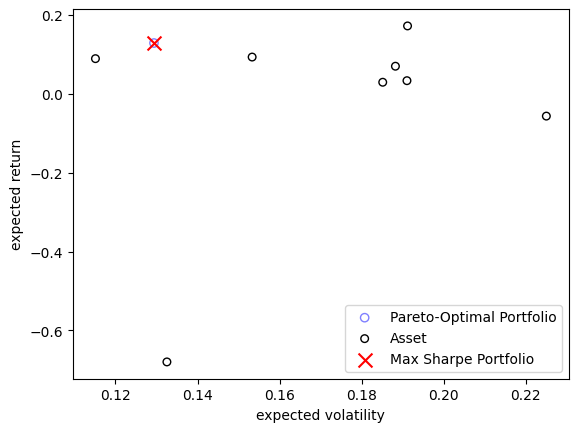 0.2
0.0
−0.2
−0.4
−0.6
expected return
0.12
0.14
0.16
0.18
0.20
0.22
expected volatility
Pareto-Optimal Portfolio
Asset
Max Sharpe Portfolio